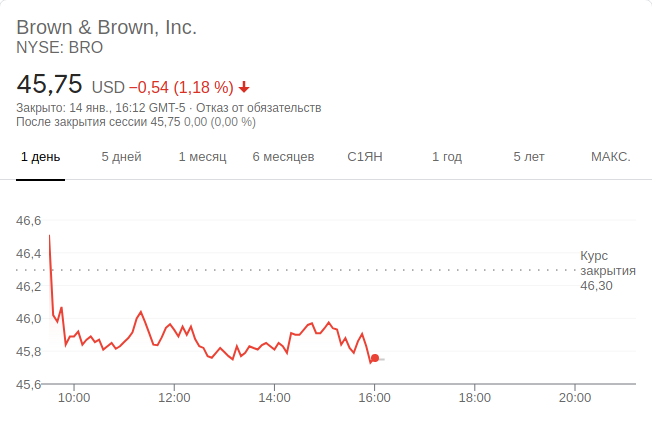 Brown & Brown, Inc.
NYSE: BRO
45,75 USD −0,54 (1,18 %)
Закрыто: 14 янв., 16:12 GMT-5 · Отказ от обязательств
После закрытия сессии 45,75 0,00 (0,00 %)
1 день 5 дней 1 месяц 6 месяцев С1ЯН 1 год 5 лет МАКС.
46,6
46,4
46,2
46,0
45,8
45,6
Курс
закрытия
46,30
10:00 12:00 14:00 16:00 18:00 20:00